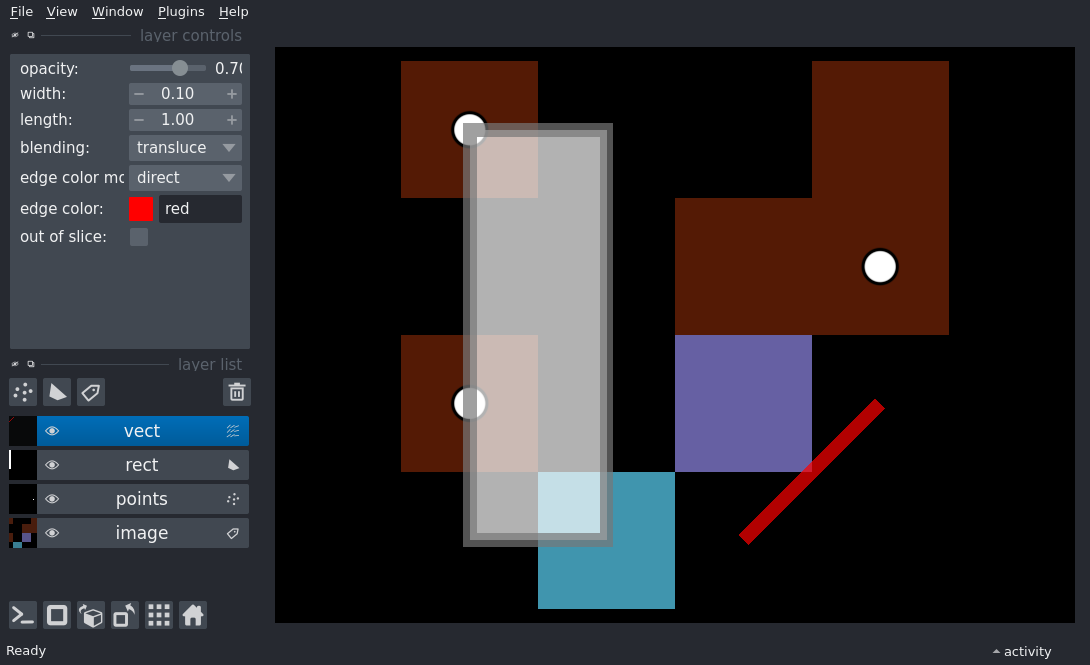 File View Window Plugins Help
layer controls
opacity: 0.70
width: 0.10
length: 1.00
blending: transluce
edge color mo direct
edge color: red
out of slice:
layer list
vect
rect
points
image
Ready
activity